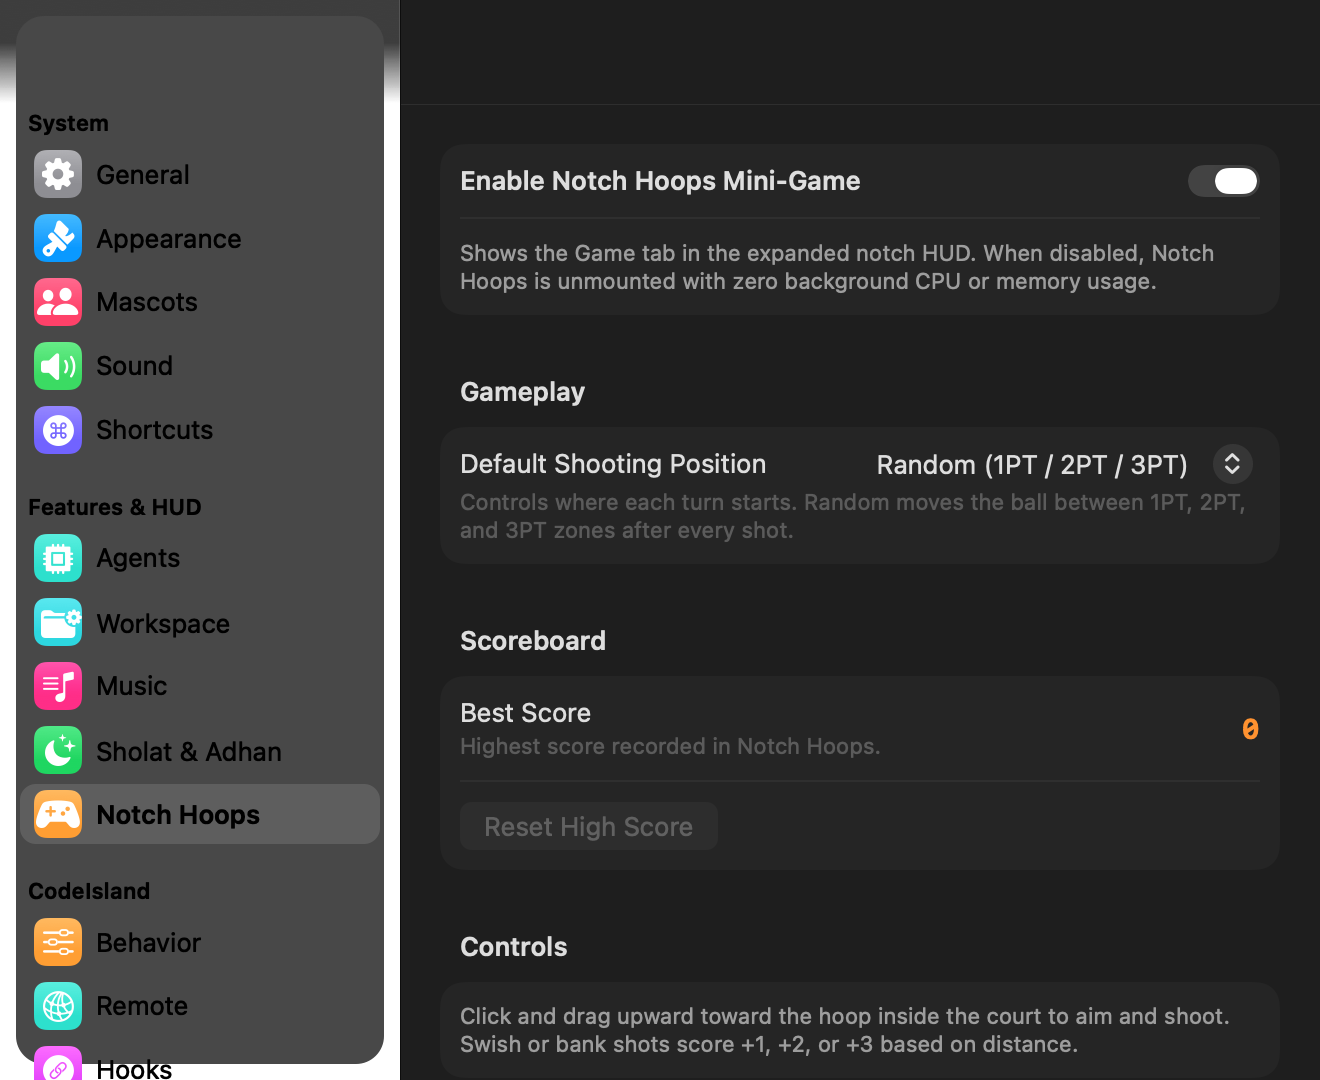 System
General
Appearance
Mascots
Sound
Shortcuts
Features & HUD
Agents
Workspace
Music
Sholat & Adhan
Notch Hoops
CodeIsland
Behavior
Remote
Hooks
Enable Notch Hoops Mini-Game
Shows the Game tab in the expanded notch HUD. When disabled, Notch
Hoops is unmounted with zero background CPU or memory usage.
Gameplay
Default Shooting Position
Random (1PT / 2PT / 3PT)
Controls where each turn starts. Random moves the ball between 1PT, 2PT,
and 3PT zones after every shot.
Scoreboard
Best Score
0
Highest score recorded in Notch Hoops.
Reset High Score
Controls
Click and drag upward toward the hoop inside the court to aim and shoot.
Swish or bank shots score +1, +2, or +3 based on distance.